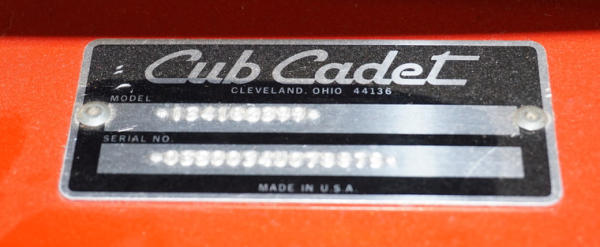 Cub Cadet
CLEVELAND, OHIO 44136
MODEL
SERIAL NO.
MADE IN U.S.A.